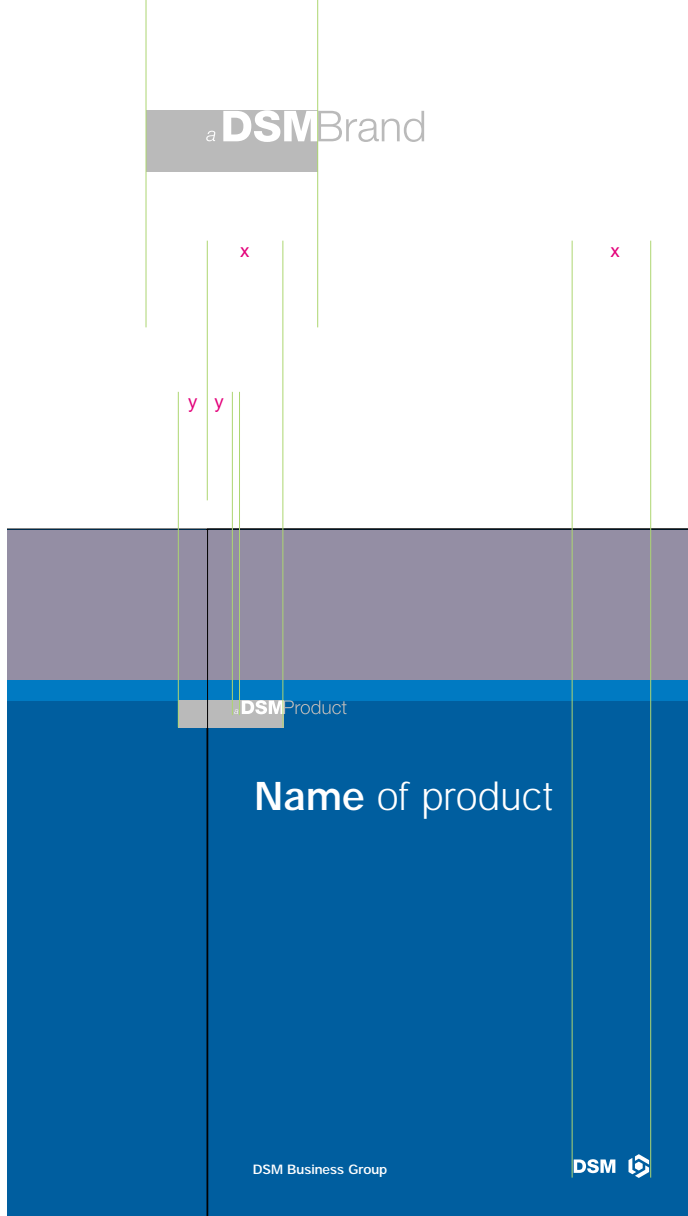 a DSMBrand
x x
y y
a DSMProduct
Name of product
DSM Business Group
DSM